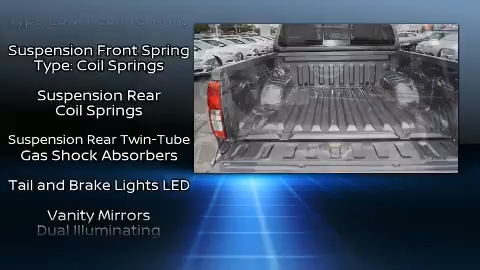 Suspension Front Spring
Type: Coil Springs
Suspension Rear
Coil Springs
Suspension Rear Twin-Tube
Gas Shock Absorbers
Tail and Brake Lights LED
Vanity Mirrors
Dual Illuminating